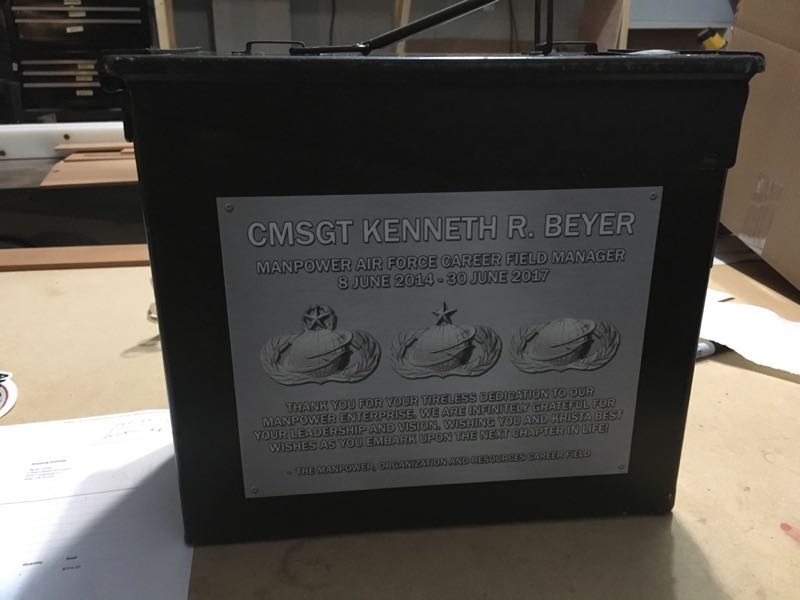 CMSGT KENNETH R. BEYER
MANPOWER AIR FORCE CAREER FIELD MANAGER
8 JUNE 2014 - 30 JUNE 2017
THANK YOU FOR YOUR TIRELESS DEDICATION TO OUR
MANPOWER ENTERPRISE. WE ARE INFINITELY GRATEFUL FOR
YOUR LEADERSHIP AND VISION. WISHING YOU AND KRISTA BEST
WISHES AS YOU EMBARK UPON THE NEXT CHAPTER IN LIFE!
- THE MANPOWER, ORGANIZATION AND RESOURCES CAREER FIELD
Quantity Total